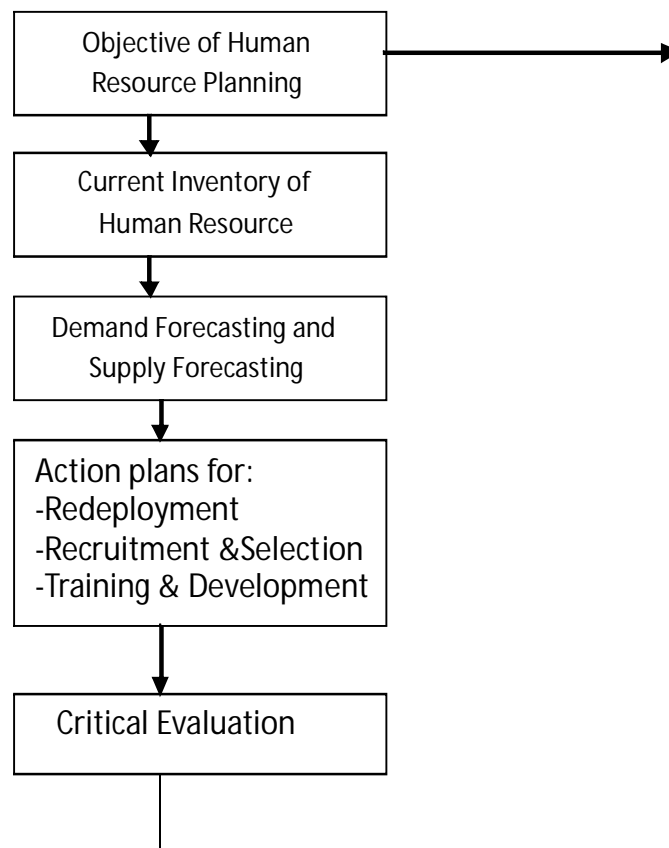 Objective of Human
Resource Planning
Current Inventory of
Human Resource
Demand Forecasting and
Supply Forecasting
Action plans for:
-Redeployment
-Recruitment &Selection
-Training & Development
Critical Evaluation